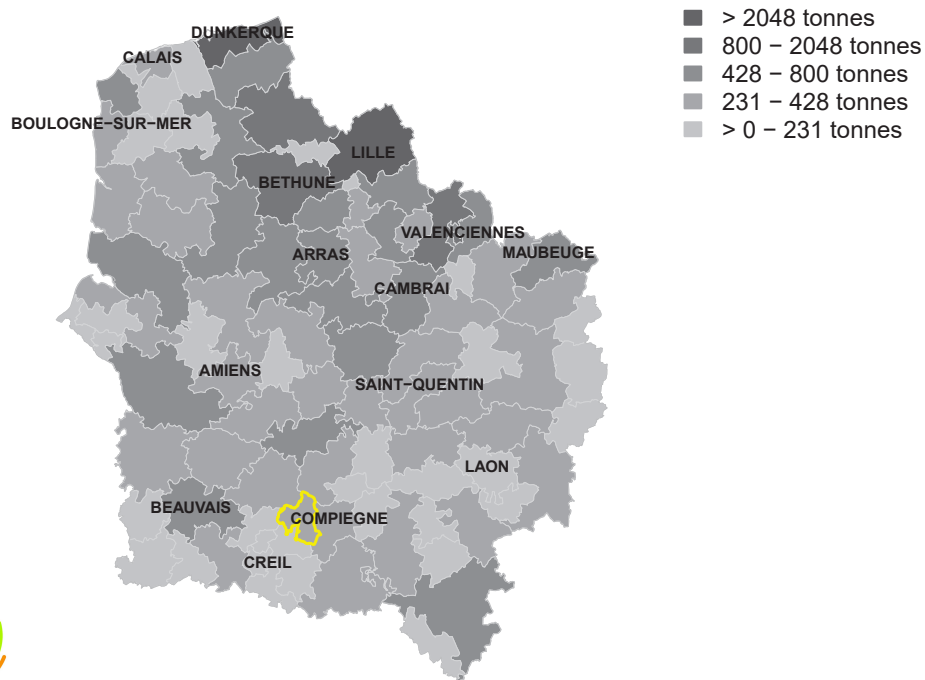 > 2048 tonnes
800 − 2048 tonnes
428 − 800 tonnes
231 − 428 tonnes
> 0 − 231 tonnes
DUNKERQUE
CALAIS
BOULOGNE−SUR−MER
LILLE
BETHUNE
VALENCIENNES
MAUBEUGE
ARRAS
CAMBRAI
AMIENS
SAINT−QUENTIN
LAON
BEAUVAIS
COMPIEGNE
CREIL